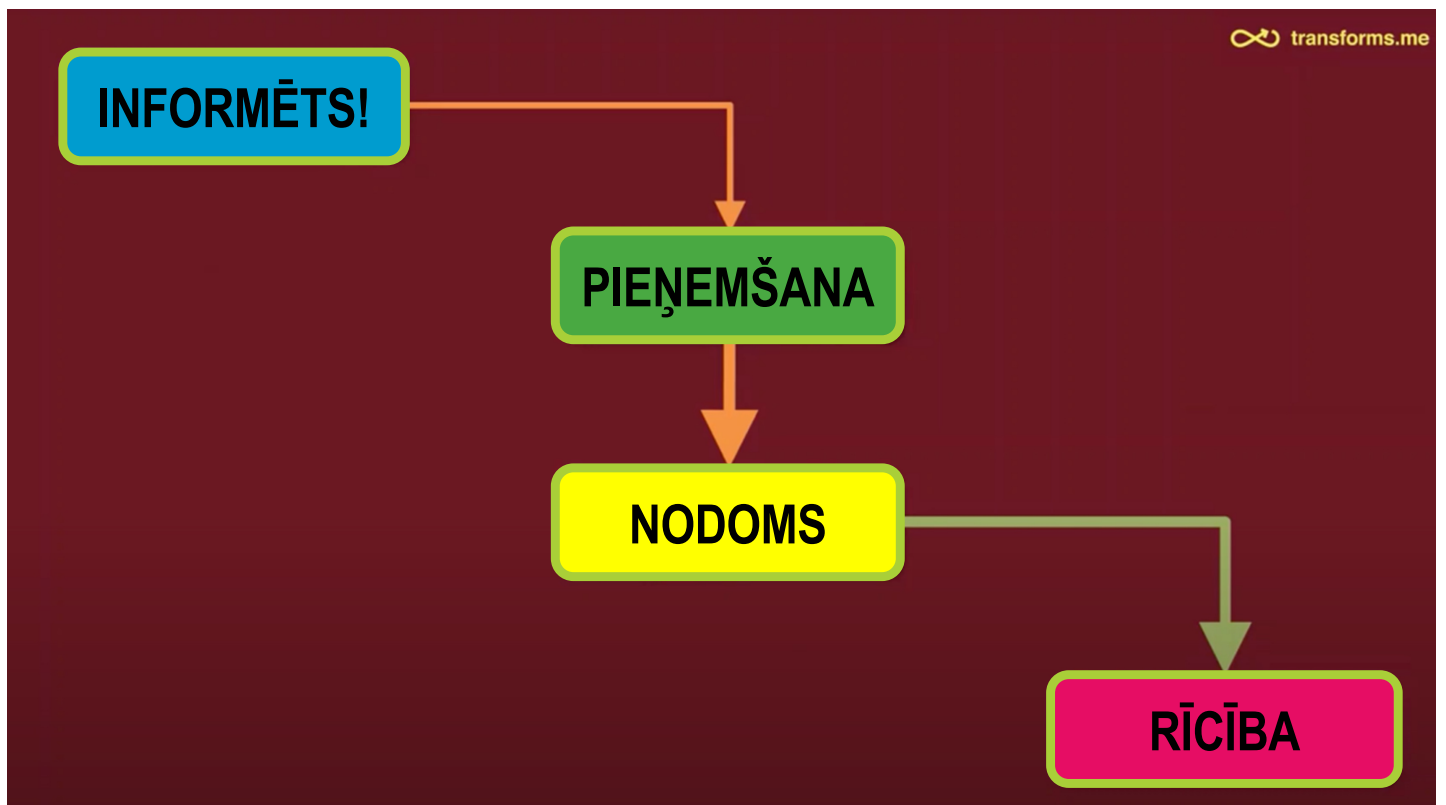 transforms.me
INFORMĒTS!
PIEŅEMŠANA
NODOMS
RĪCĪBA